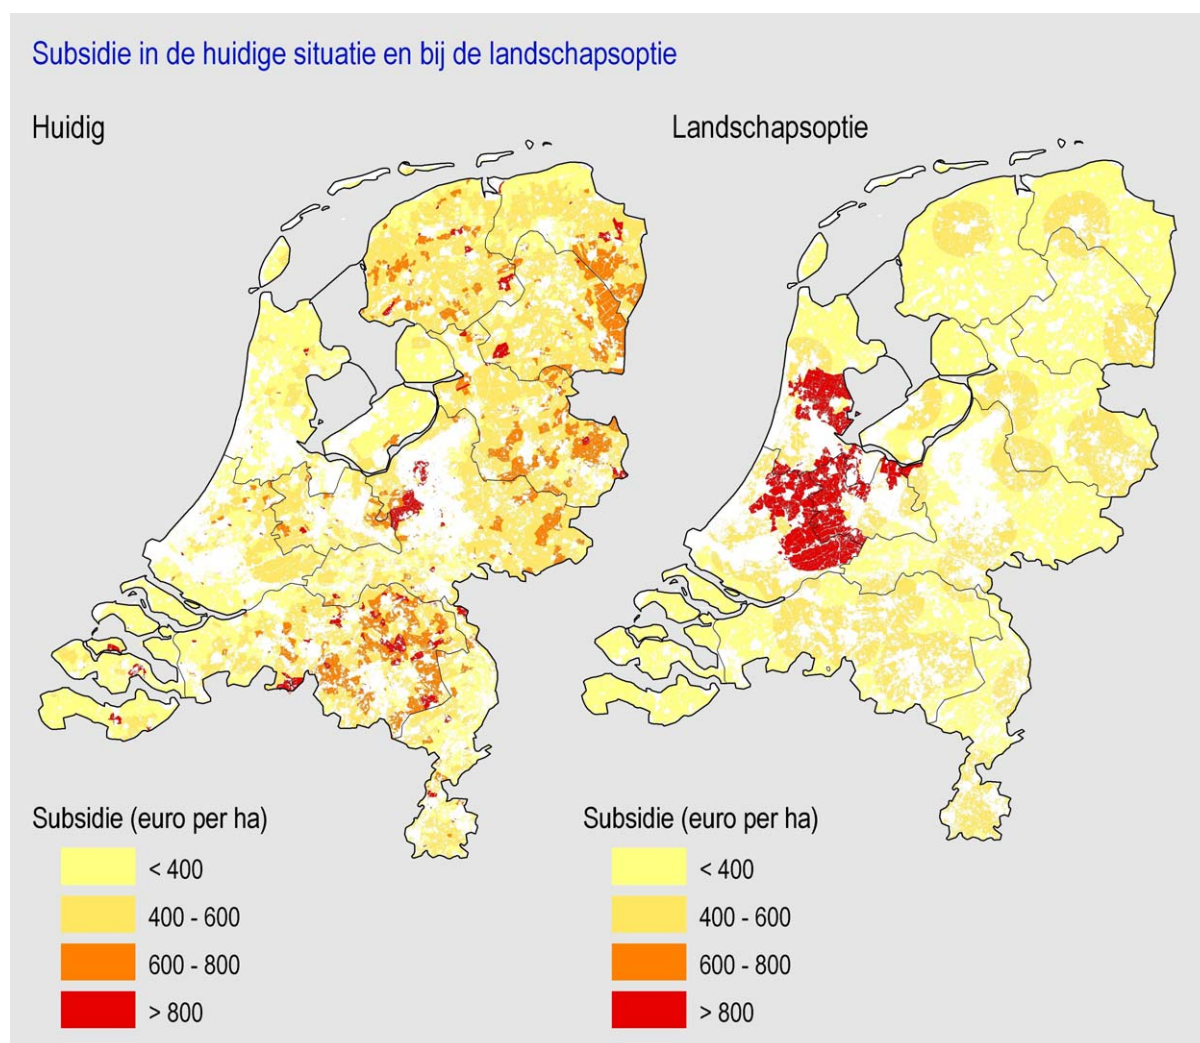 Subsidie in de huidige situatie en bij de landschapsoptie
Huidig
Landschapsoptie
Subsidie (euro per ha)
< 400
400 - 600
600 - 800
> 800
Subsidie (euro per ha)
< 400
400 - 600
600 - 800
> 800